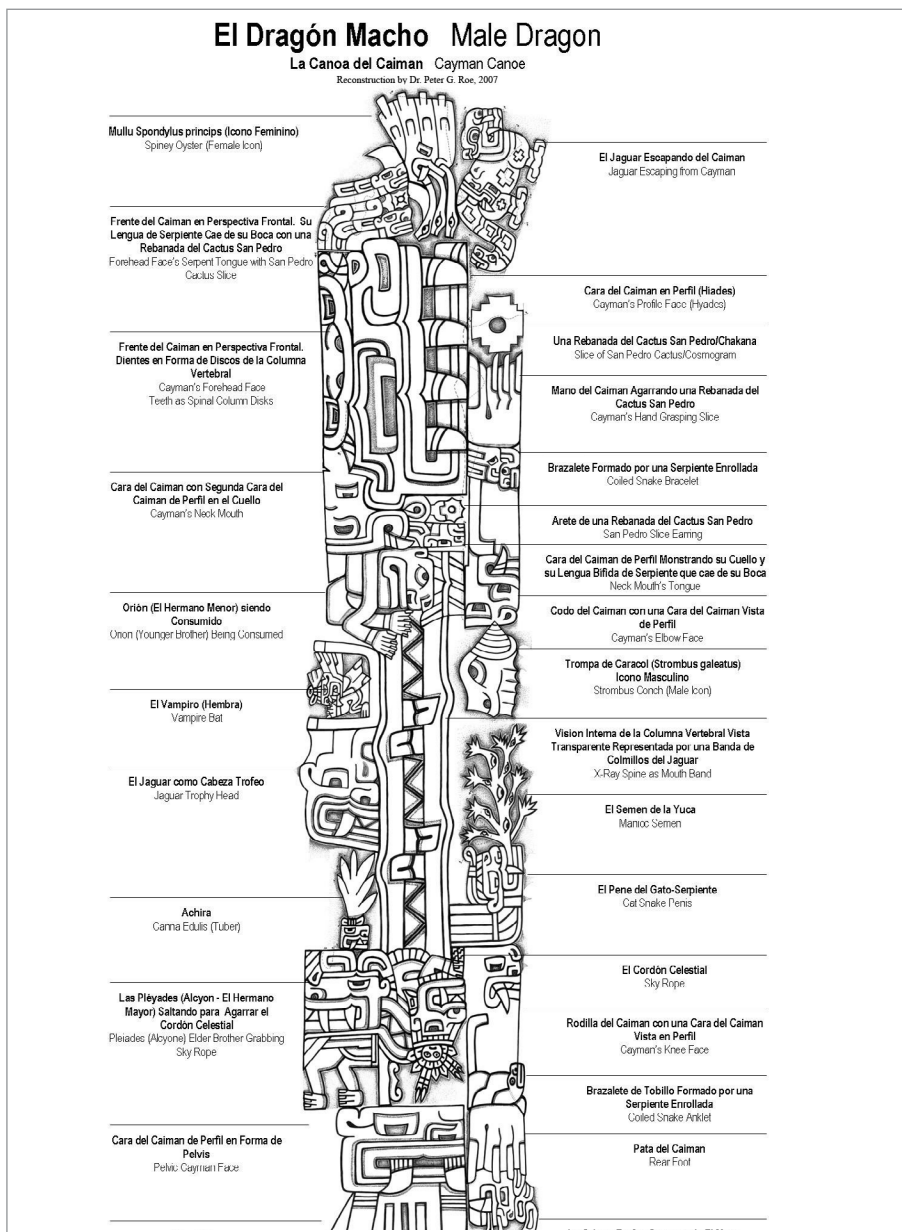 El Dragón Macho Male Dragon
La Canoa del Caiman Cayman Canoe
Reconstruction by Dr. Peter G. Roe, 2007
Mullu Spondylus princips (Icono Feminino)
Spiney Oyster (Female Icon)
El Jaguar Escapando del Caiman
Jaguar Escaping from Cayman
Frente del Caiman en Perspectiva Frontal. Su
Lengua de Serpiente Cae de su Boca con una
Rebanada del Cactus San Pedro
Forehead Face's Serpent Tongue with San Pedro
Cactus Slice
Cara del Caiman en Perfil (Hiades)
Cayman's Profile Face (Hyades)
Una Rebanada del Cactus San Pedro/Chakana
Slice of San Pedro Cactus/Cosmogram
Frente del Caiman en Perspectiva Frontal.
Dientes en Forma de Discos de la Columna
Vertebral
Cayman's Forehead Face
Teeth as Spinal Column Disks
Mano del Caiman Agarrando una Rebanada del
Cactus San Pedro
Cayman's Hand Grasping Slice
Brazalete Formado por una Serpiente Enrollada
Coiled Snake Bracelet
Cara del Caiman con Segunda Cara del
Caiman de Perfil en el Cuello
Cayman's Neck Mouth
Arete de una Rebanada del Cactus San Pedro
San Pedro Slice Earring
Cara del Caiman de Perfil Monstrando su Cuello y
su Lengua Bifida de Serpiente que cae de su Boca
Neck Mouth's Tongue
Oriòn (El Hermano Menor) siendo
Consumido
Orion (Younger Brother) Being Consumed
Codo del Caiman con una Cara del Caiman Vista
de Perfil
Cayman's Elbow Face
Trompa de Caracol (Strombus galeatus)
Icono Masculino
Strombus Conch (Male Icon)
El Vampiro (Hembra)
Vampire Bat
Vision Interna de la Columna Vertebral Vista
Transparente Representada por una Banda de
Colmillos del Jaguar
X-Ray Spine as Mouth Band
El Jaguar como Cabeza Trofeo
Jaguar Trophy Head
El Semen de la Yuca
Manioc Semen
El Pene del Gato-Serpiente
Cat Snake Penis
Achira
Canna Edulis (Tuber)
El Cordòn Celestial
Sky Rope
Las Plèyades (Alcyon - El Hermano
Mayor) Saltando para Agarrar el
Cordòn Celestial
Pleiades (Alcyone) Elder Brother Grabbing
Sky Rope
Rodilla del Caiman con una Cara del Caiman
Vista en Perfil
Cayman's Knee Face
Brazalete de Tobillo Formado por una
Serpiente Enrollada
Coiled Snake Anklet
Cara del Caiman de Perfil en Forma de
Pelvis
Pelvic Cayman Face
Pata del Caiman
Rear Foot